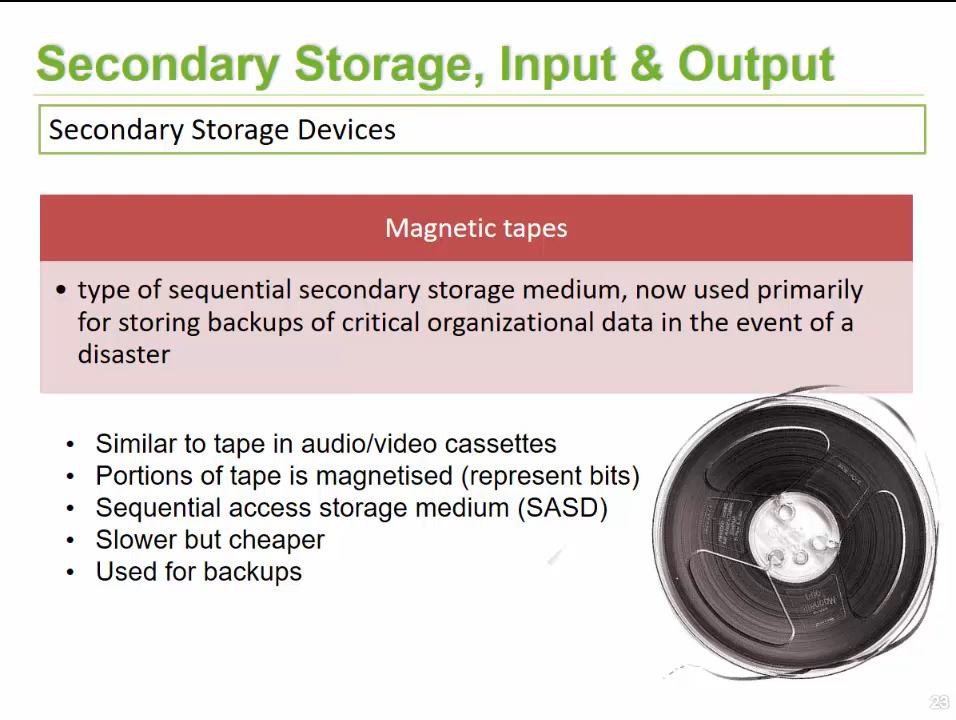 Secondary Storage, Input & Output
Secondary Storage Devices
Magnetic tapes
• type of sequential secondary storage medium, now used primarily
for storing backups of critical organizational data in the event of a
disaster
• Similar to tape in audio/video cassettes
• Portions of tape is magnetised (represent bits)
• Sequential access storage medium (SASD)
• Slower but cheaper
• Used for backups
23